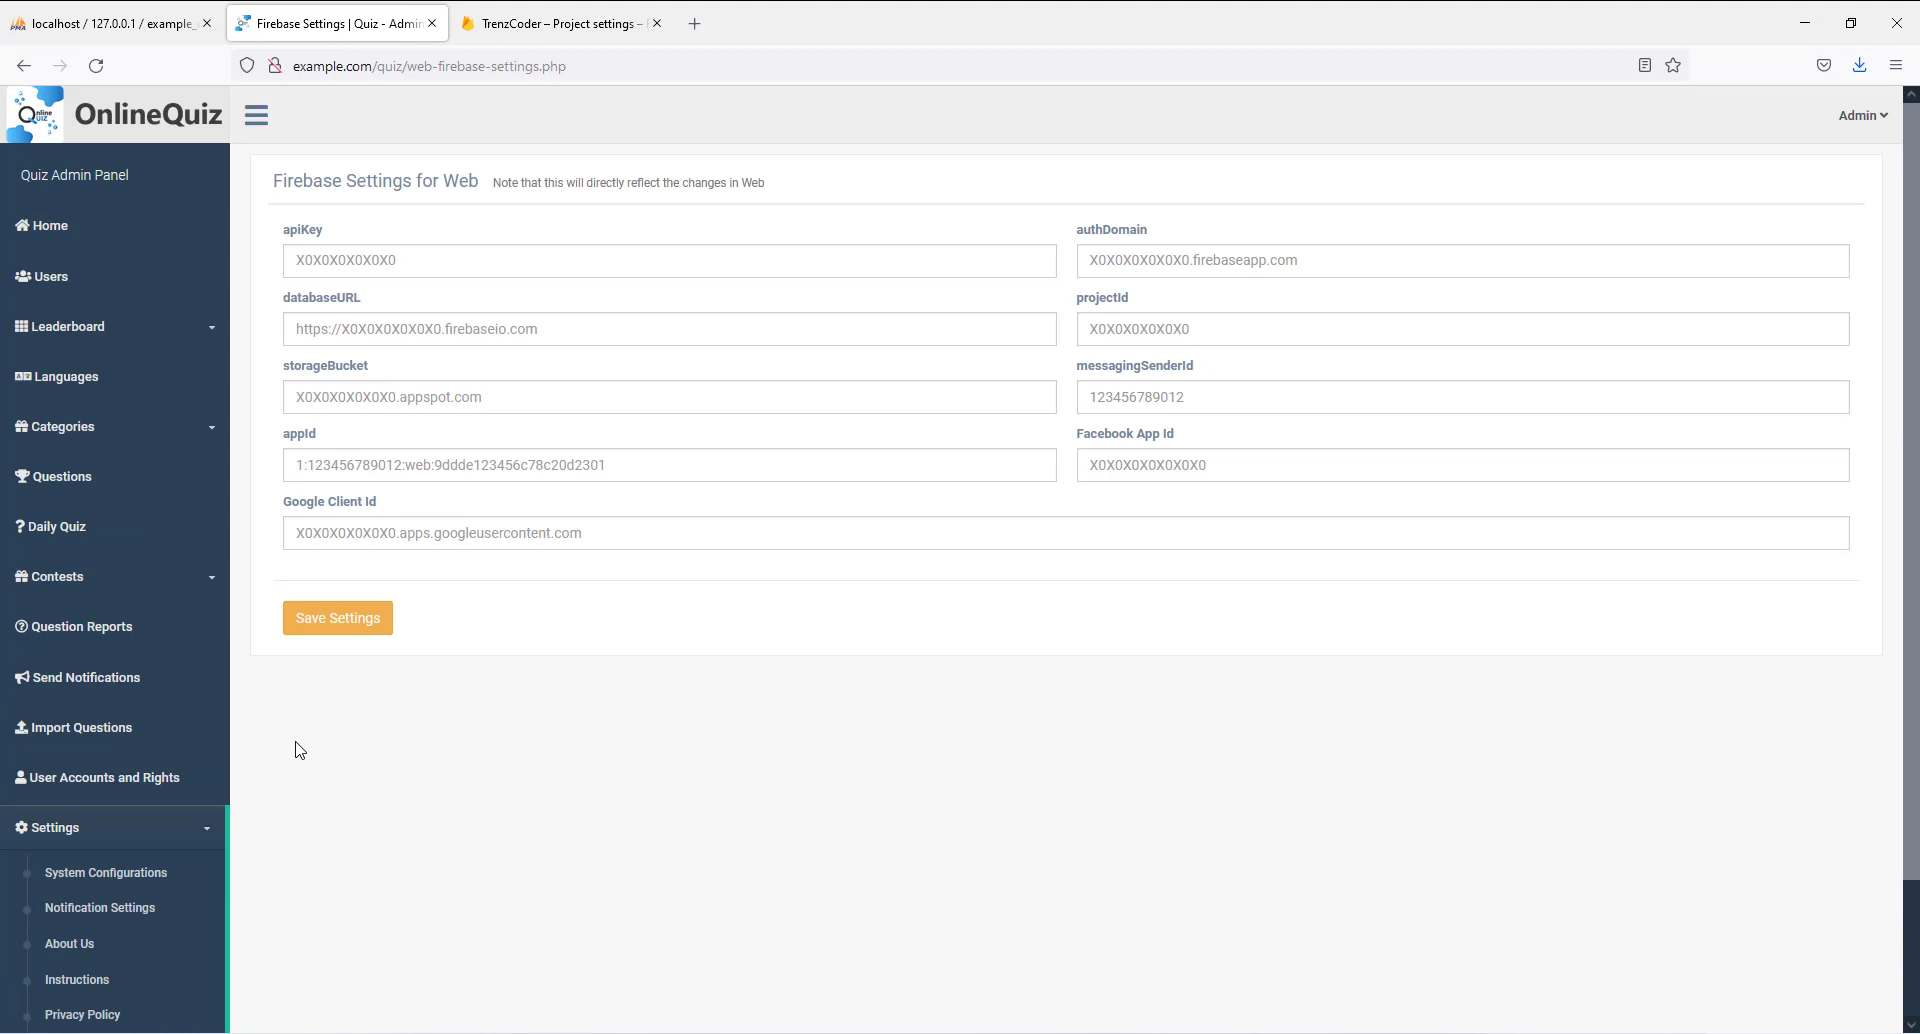 localhost / 127.0.0.1 / example_
Firebase Settings | Quiz - Admin
TrenzCoder – Project settings –
example.com/quiz/web-firebase-settings.php
Online Quiz
OnlineQuiz
Admin
Quiz Admin Panel
Home
Users
Leaderboard
Languages
Categories
Questions
Daily Quiz
Contests
Question Reports
Send Notifications
Import Questions
User Accounts and Rights
Settings
System Configurations
Notification Settings
About Us
Instructions
Privacy Policy
Firebase Settings for Web Note that this will directly reflect the changes in Web
apiKey
X0X0X0X0X0X0
authDomain
X0X0X0X0X0X0.firebaseapp.com
databaseURL
https://X0X0X0X0X0X0.firebaseio.com
projectId
X0X0X0X0X0X0
storageBucket
X0X0X0X0X0X0.appspot.com
messagingSenderId
123456789012
appId
1:123456789012:web:9ddde123456c78c20d2301
Facebook App Id
X0X0X0X0X0X0X0
Google Client Id
X0X0X0X0X0X0.apps.googleusercontent.com
Save Settings